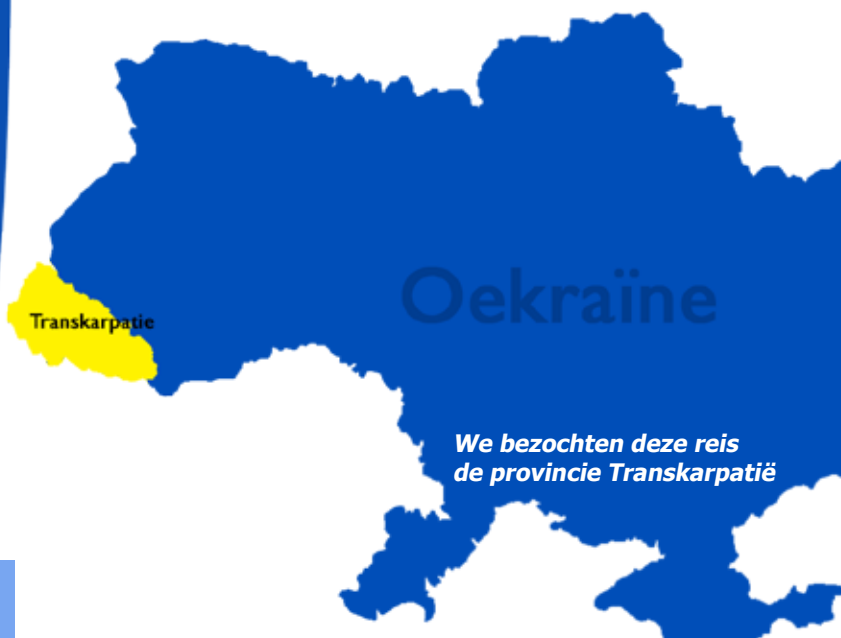 Oekraïne
Transkarpatie
We bezochten deze reis
de provincie Transkarpatië